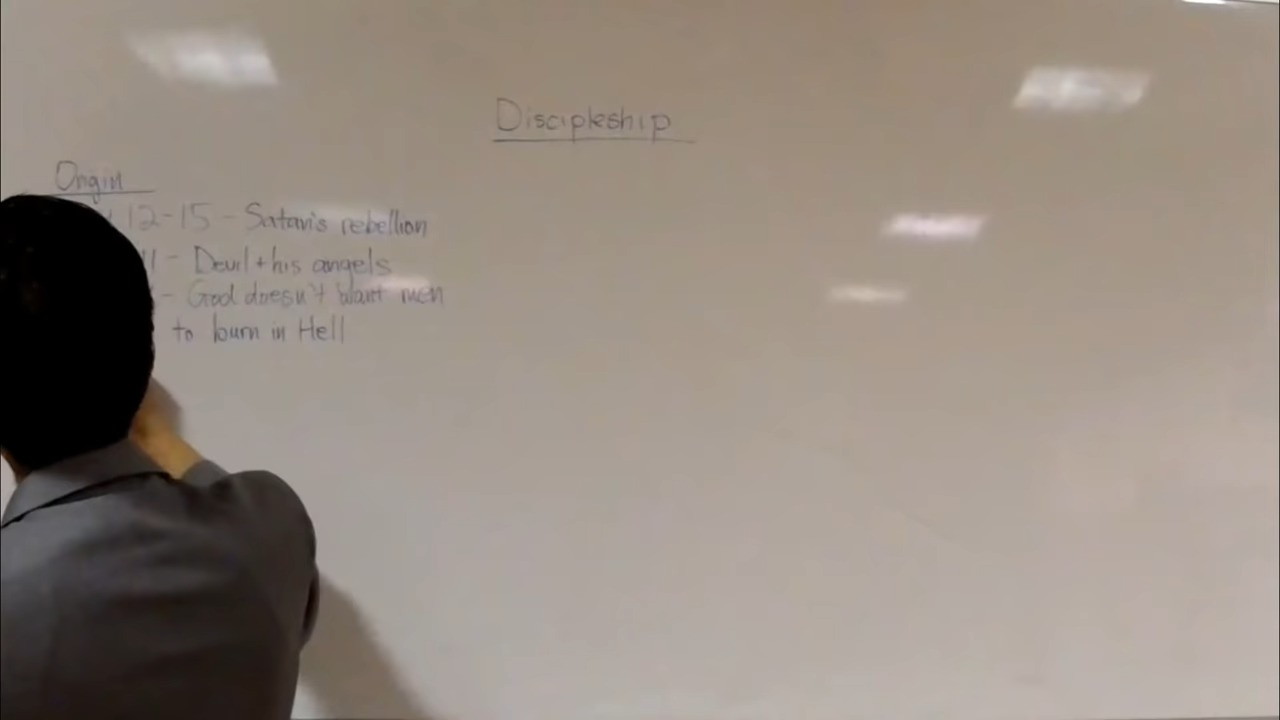 Discipleship
Origin
12-15 - Satan's rebellion
- Devil + his angels
- God doesn't want men
to burn in Hell